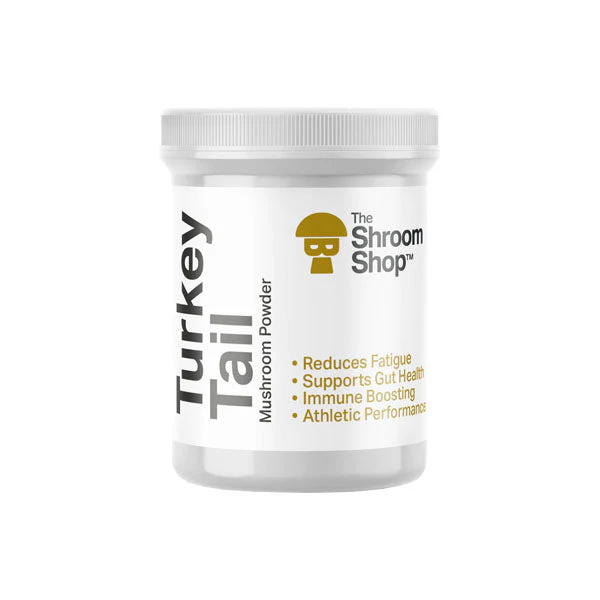 Turkey
Tail
Mushroom Powder
The
Shroom
Shop™
• Reduces Fatigue
• Supports Gut Health
• Immune Boosting
• Athletic Performance